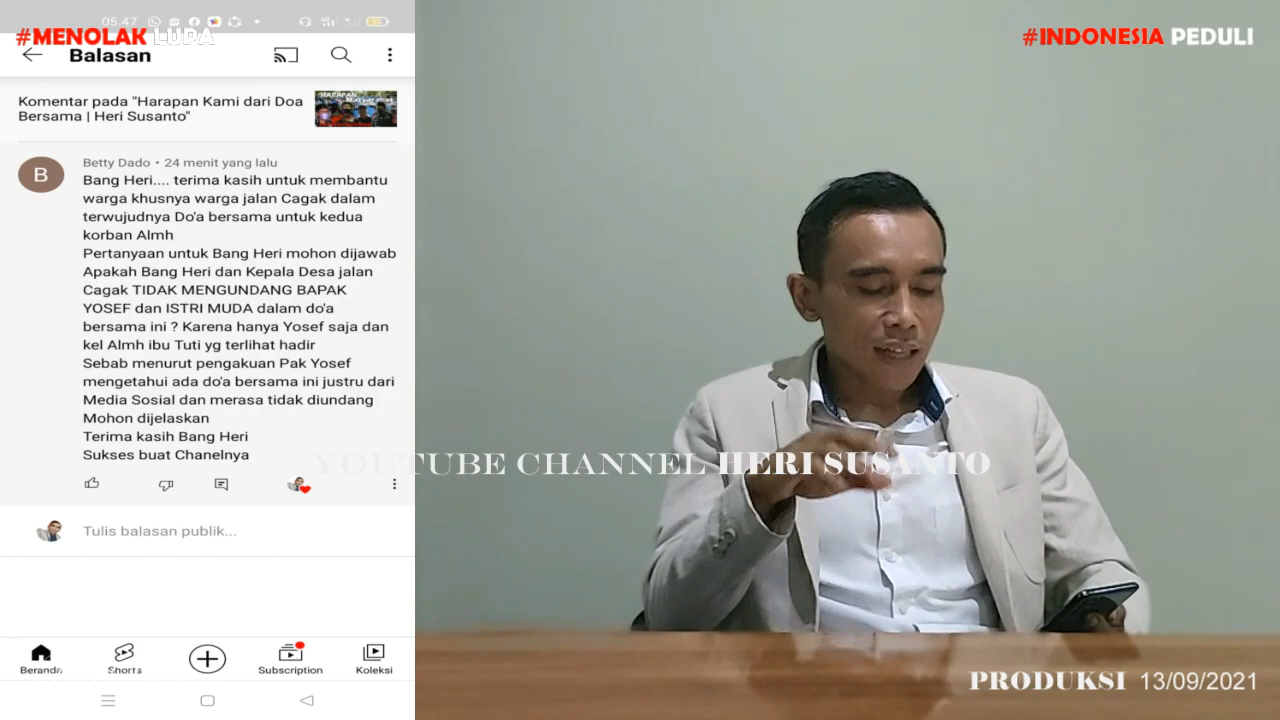 05.47
#MENOLAK LUPA
#INDONESIA PEDULI
Balasan
Komentar pada "Harapan Kami dari Doa
Bersama | Heri Susanto"
HARAPAN
Masyarakat
B
Betty Dado • 24 menit yang lalu
Bang Heri.... terima kasih untuk membantu
warga khusnya warga jalan Cagak dalam
terwujudnya Do'a bersama untuk kedua
korban Almh
Pertanyaan untuk Bang Heri mohon dijawab
Apakah Bang Heri dan Kepala Desa jalan
Cagak TIDAK MENGUNDANG BAPAK
YOSEF dan ISTRI MUDA dalam do'a
bersama ini ? Karena hanya Yosef saja dan
kel Almh ibu Tuti yg terlihat hadir
Sebab menurut pengakuan Pak Yosef
mengetahui ada do'a bersama ini justru dari
Media Sosial dan merasa tidak diundang
Mohon dijelaskan
Terima kasih Bang Heri
Sukses buat Chanelnya
YOUTUBE CHANNEL HERI SUSANTO
Tulis balasan publik...
Beranda
Shorts
Subscription
Koleksi
PRODUKSI 13/09/2021